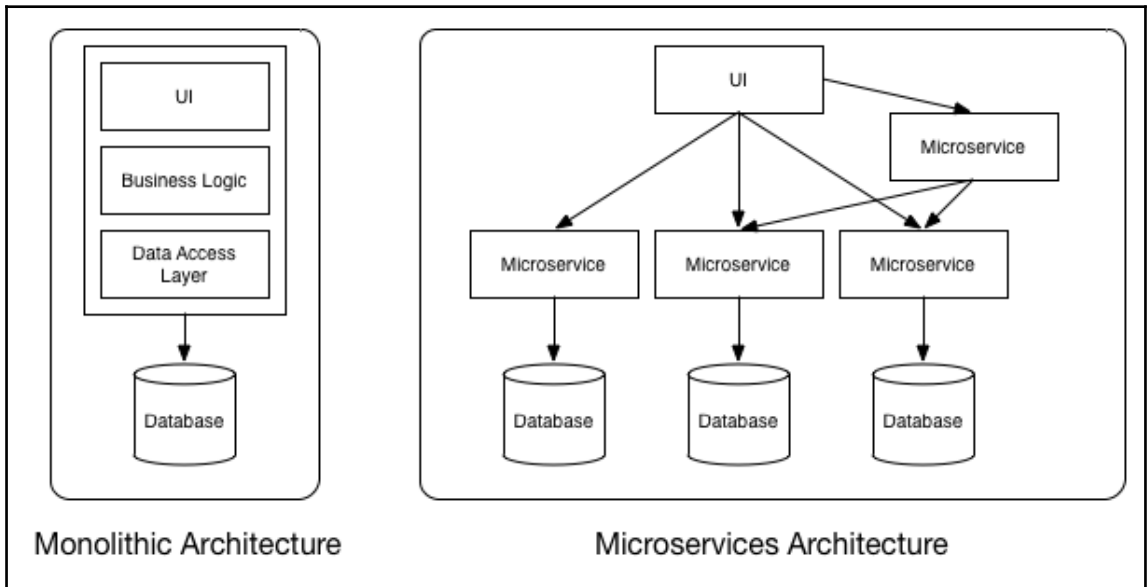 UI
Business Logic
Data Access
Layer
Database
Monolithic Architecture
UI
Microservice
Microservice
Microservice
Microservice
Database
Database
Database
Microservices Architecture